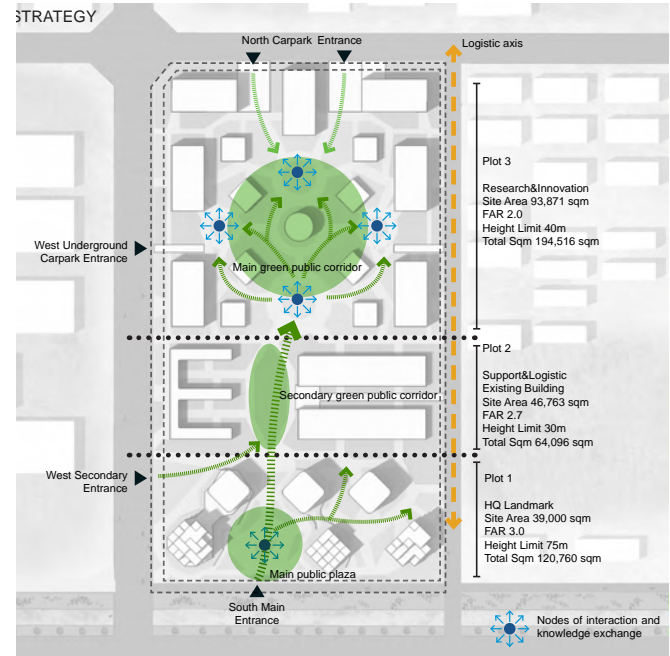 STRATEGY
North Carpark Entrance
Logistic axis
Plot 3
Research&Innovation
Site Area 93,871 sqm
FAR 2.0
Height Limit 40m
Total Sqm 194,516 sqm
West Underground
Carpark Entrance
Main green public corridor
Plot 2
Support&Logistic
Existing Building
Site Area 46,763 sqm
FAR 2.7
Height Limit 30m
Total Sqm 64,096 sqm
Secondary green public corridor
West Secondary
Entrance
Plot 1
HQ Landmark
Site Area 39,000 sqm
FAR 3.0
Height Limit 75m
Total Sqm 120,760 sqm
Main public plaza
South Main
Entrance
Nodes of interaction and
knowledge exchange